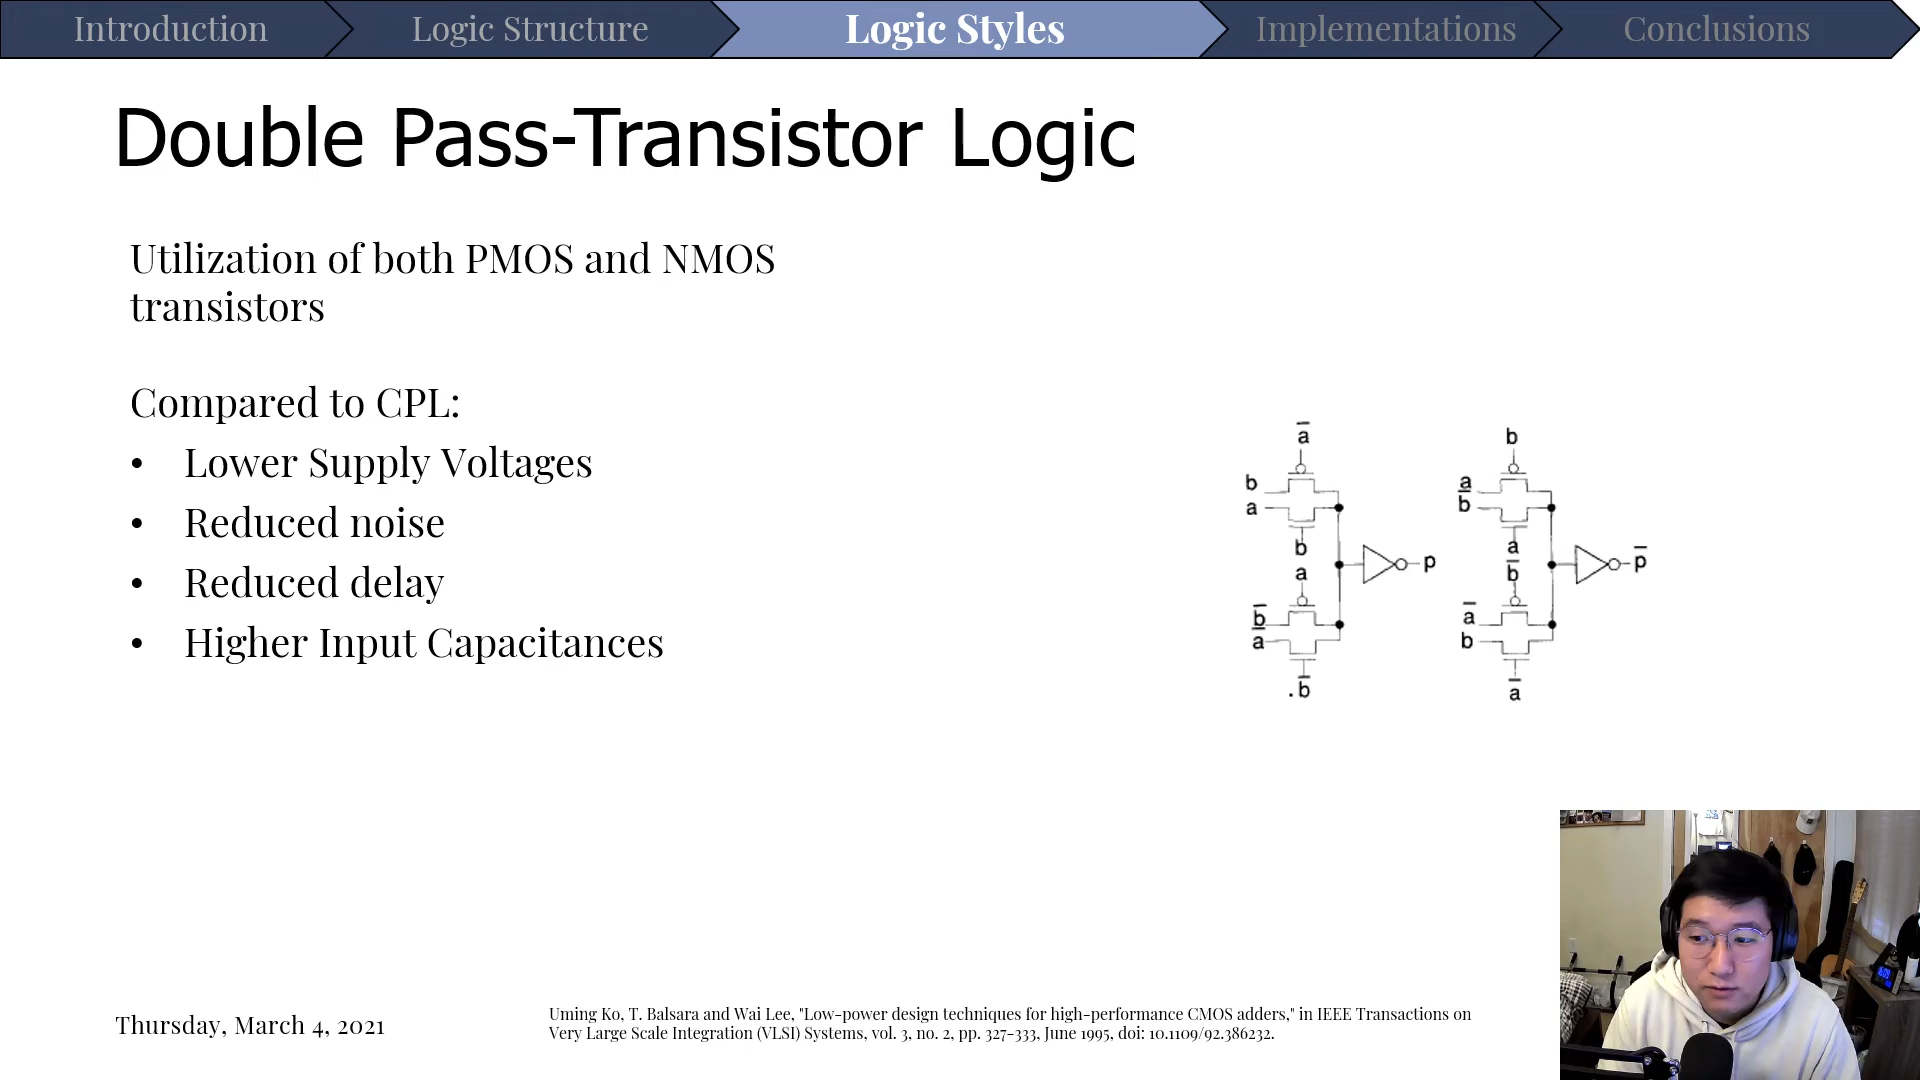 Introduction
Logic Structure
Logic Styles
Implementations
Conclusions
Double Pass-Transistor Logic
Utilization of both PMOS and NMOS
transistors
Compared to CPL:
• Lower Supply Voltages
• Reduced noise
• Reduced delay
• Higher Input Capacitances
a̅
b
a
b
a
b̅
a̅
.b̅
p
b
a
b̅
a
b̅
a̅
b
a̅
p̅
Thursday, March 4, 2021
Uming Ko, T. Balsara and Wai Lee, "Low-power design techniques for high-performance CMOS adders," in IEEE Transactions on
Very Large Scale Integration (VLSI) Systems, vol. 3, no. 2, pp. 327-333, June 1995, doi: 10.1109/92.386232.